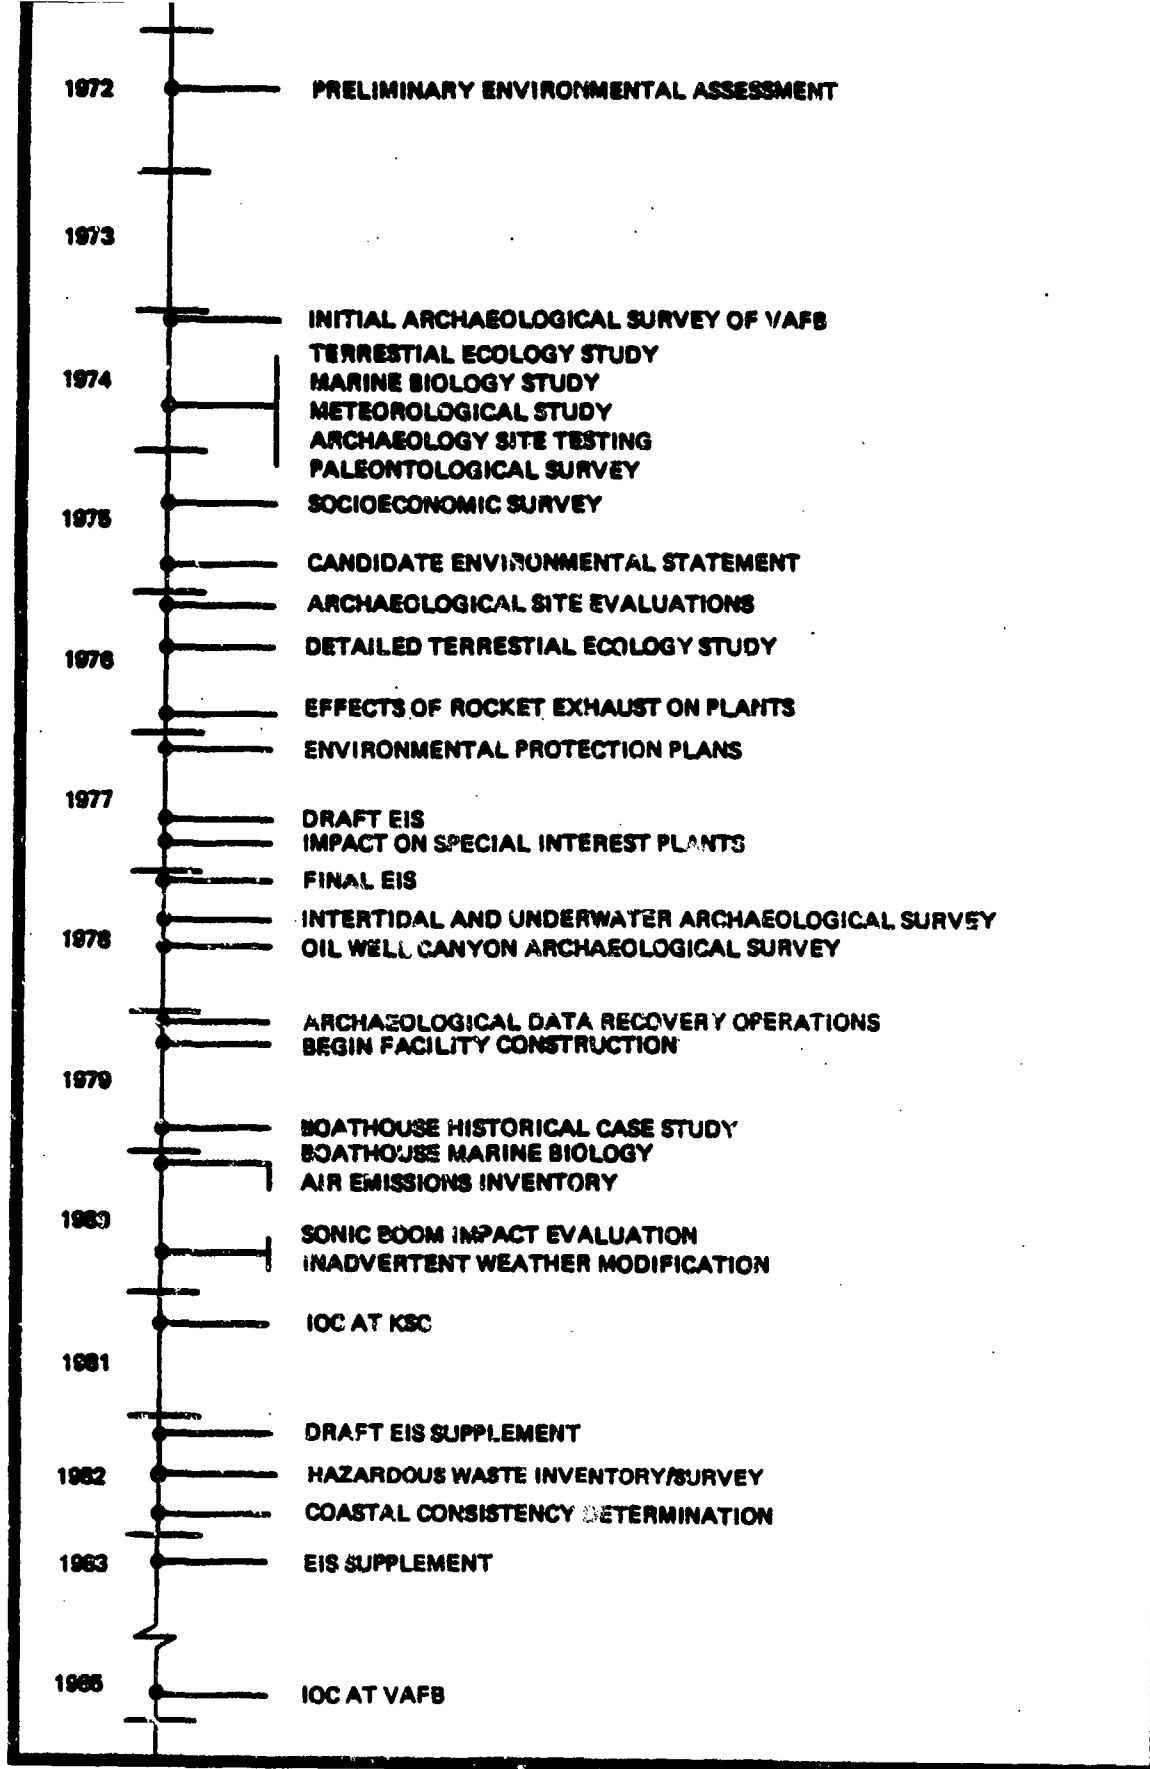 1972 PRELIMINARY ENVIRONMENTAL ASSESSMENT
1973
INITIAL ARCHAEOLOGICAL SURVEY OF VAFB
TERRESTIAL ECOLOGY STUDY
1974
MARINE BIOLOGY STUDY
METEOROLOGICAL STUDY
ARCHAEOLOGY SITE TESTING
PALEONTOLOGICAL SURVEY
SOCIOECONOMIC SURVEY
1975
CANDIDATE ENVIRONMENTAL STATEMENT
ARCHAEOLOGICAL SITE EVALUATIONS
DETAILED TERRESTIAL ECOLOGY STUDY
1976
EFFECTS OF ROCKET EXHAUST ON PLANTS
ENVIRONMENTAL PROTECTION PLANS
1977
DRAFT EIS
IMPACT ON SPECIAL INTEREST PLANTS
FINAL EIS
INTERTIDAL AND UNDERWATER ARCHAEOLOGICAL SURVEY
1978
OIL WELL CANYON ARCHAEOLOGICAL SURVEY
ARCHAEOLOGICAL DATA RECOVERY OPERATIONS
BEGIN FACILITY CONSTRUCTION
1979
BOATHOUSE HISTORICAL CASE STUDY
BOATHOUSE MARINE BIOLOGY
AIR EMISSIONS INVENTORY
1980
SONIC BOOM IMPACT EVALUATION
INADVERTENT WEATHER MODIFICATION
IOC AT KSC
1981
DRAFT EIS SUPPLEMENT
1982 HAZARDOUS WASTE INVENTORY/SURVEY
COASTAL CONSISTENCY DETERMINATION
1983 EIS SUPPLEMENT
1985 IOC AT VAFB